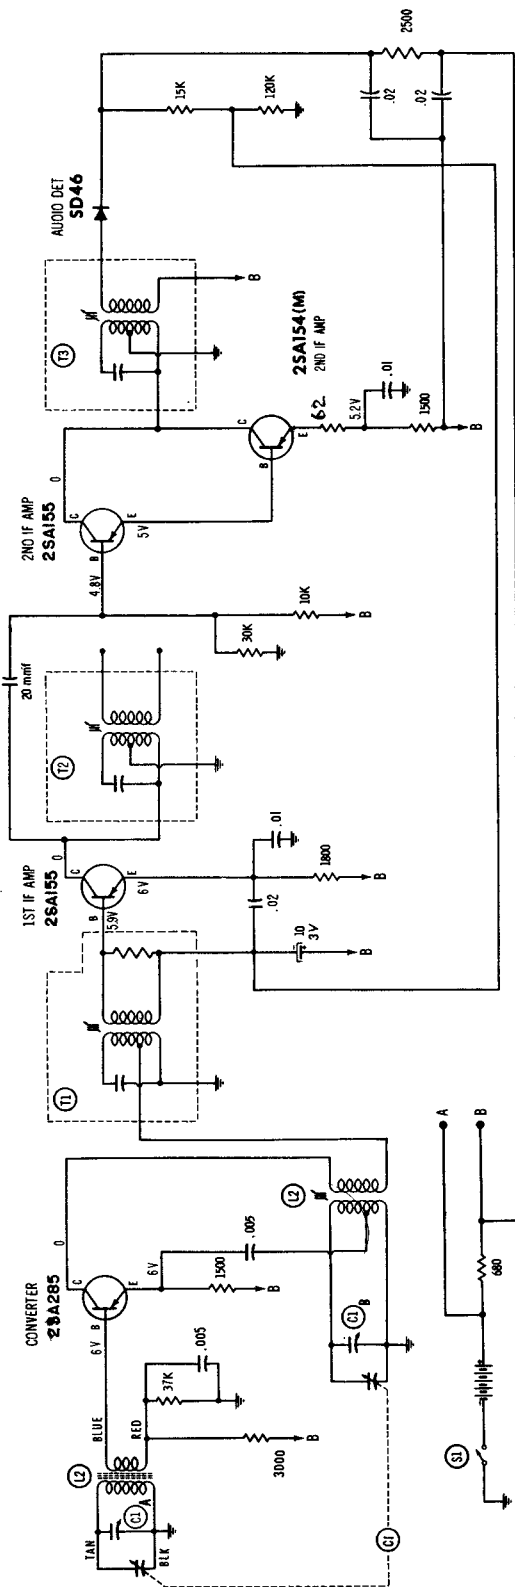 CONVERTER
2SA285
0
C
B
E
6V
6V
BLUE
L2
TAN
C1
A
BLK
RED
37K
.005
3000
B
1500
B
.005
L2
C1
B
C1
T1
1ST IF AMP
2SA155
0
C
B
5.9V
E
6V
.02
.01
10
3V
B
1800
B
T2
20 mmf
2ND IF AMP
2SA155
0
C
B
4.8V
E
5V
30K
10K
B
T3
B
2SA154(M)
2ND IF AMP
C
B
E
62
5.2V
.01
1500
B
AUDIO DET
SD46
15K
120K
2500
.02
.02
S1
680
A
B